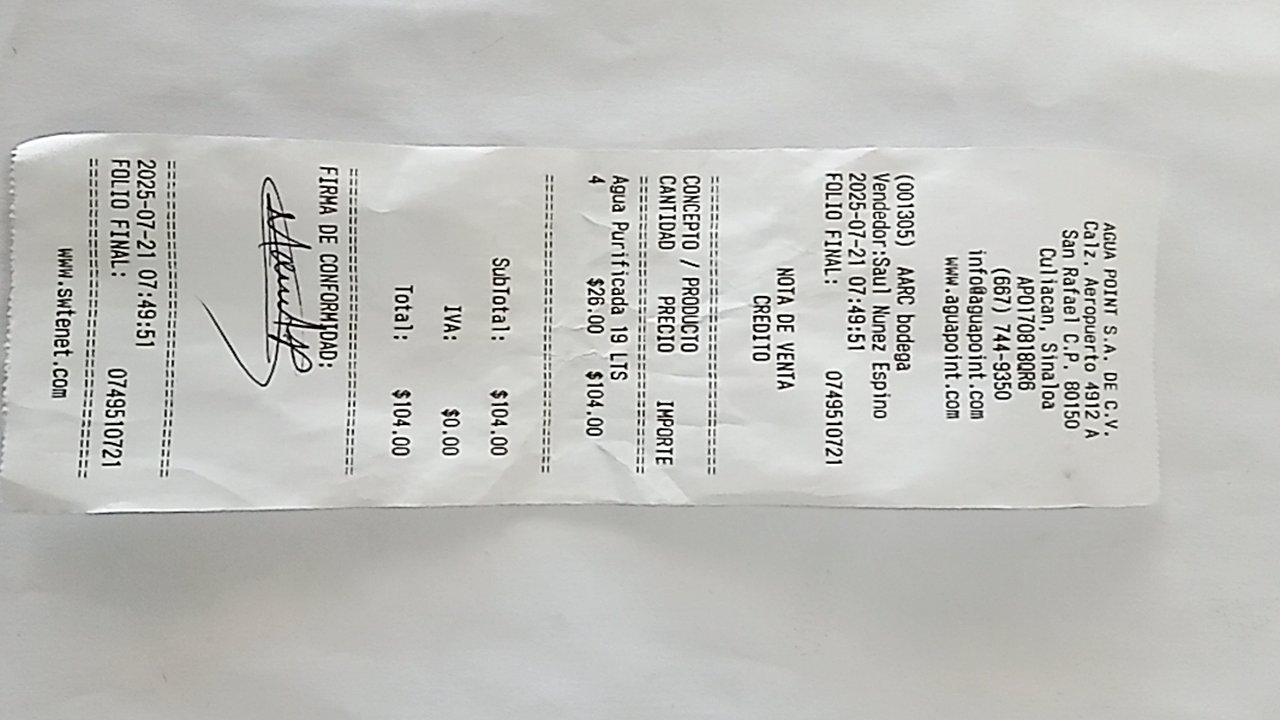 AGUA POINT S.A. DE C.V.
Calz. Aeropuerto 4912 A
San Rafael C.P. 80150
Culiacan, Sinaloa
APO170818QR6
(667) 744-9350
info@aguapoint.com
www.aguapoint.com
(001305) AARC bodega
Vendedor:Saul Nunez Espino
2025-07-21 07:49:51
FOLIO FINAL: 0749510721
NOTA DE VENTA
CREDITO
==============================
CONCEPTO / PRODUCTO
CANTIDAD PRECIO IMPORTE
==============================
Agua Purificada 19 LTS
4 $26.00 $104.00
==============================
SubTotal: $104.00
IVA: $0.00
Total: $104.00
==============================
FIRMA DE CONFORMIDAD:
==============================
2025-07-21 07:49:51
FOLIO FINAL: 0749510721
==============================
www.swtenet.com